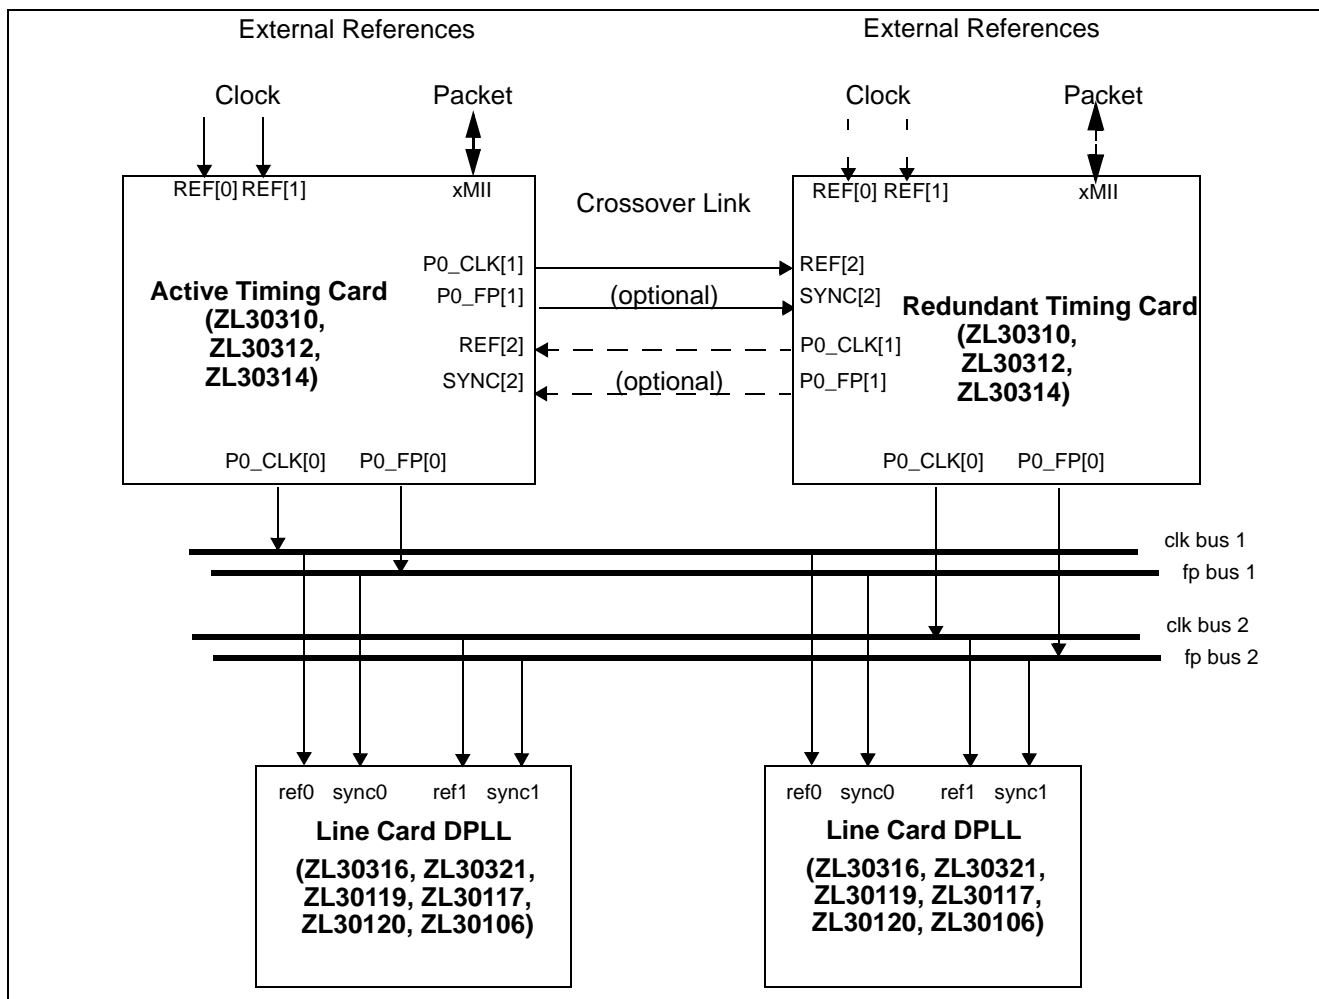 External References
External References
Clock
Packet
Clock
Packet
REF[0] REF[1]
xMII
REF[0] REF[1]
xMII
Crossover Link
P0_CLK[1]
REF[2]
P0_FP[1]
(optional)
SYNC[2]
Active Timing Card
(ZL30310,
ZL30312,
ZL30314)
Redundant Timing Card
(ZL30310,
ZL30312,
ZL30314)
REF[2]
P0_CLK[1]
SYNC[2]
(optional)
P0_FP[1]
P0_CLK[0]
P0_FP[0]
P0_CLK[0]
P0_FP[0]
clk bus 1
fp bus 1
clk bus 2
fp bus 2
ref0 sync0 ref1 sync1
Line Card DPLL
(ZL30316, ZL30321,
ZL30119, ZL30117,
ZL30120, ZL30106)
ref0 sync0 ref1 sync1
Line Card DPLL
(ZL30316, ZL30321,
ZL30119, ZL30117,
ZL30120, ZL30106)